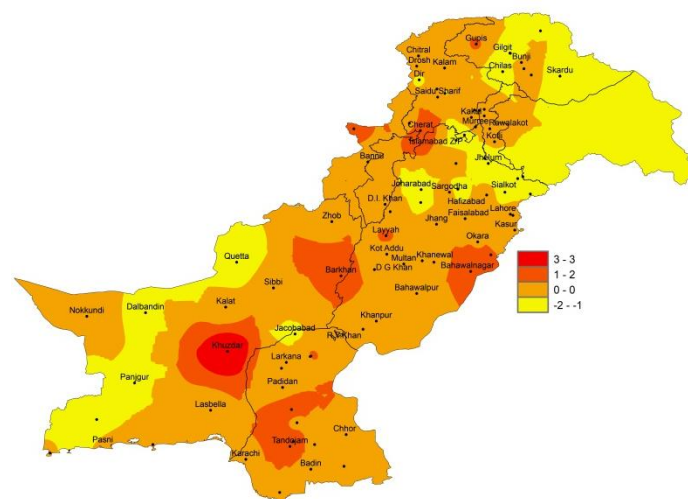 Gupis
Chitral
Gilgit
Drosh
Bunji
Kalam
Chilas
Skardu
Dir
Saidu Sharif
Kakul
Cherat
Rawalakot
Kotli
Islamabad Z/P
Bannu
Jhelum
Joharabad
Sargodha
Sialkot
D.I. Khan
Hafizabad
Lahore
Zhob
Jhang
Faisalabad
Kasur
Layyah
Okara
Quetta
Kot Addu
Khanewal
Multan
Barkhan
D G Khan
Bahawalnagar
Sibbi
Bahawalpur
Nokkundi
Dalbandin
Kalat
Khanpur
Jacobabad
Khuzdar
Larkana
Panjgur
Padidan
Lasbella
Pasni
Chhor
Tandojam
Karachi
Badin
3 - 3
1 - 2
0 - 0
-2 - -1